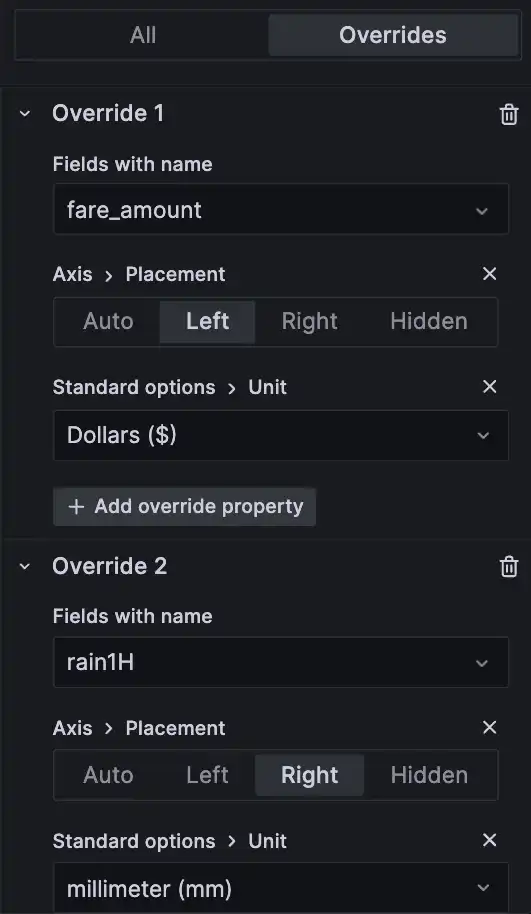 All Overrides
Override 1
Fields with name
fare_amount
Axis > Placement
Auto Left Right Hidden
Standard options > Unit
Dollars ($)
+ Add override property
Override 2
Fields with name
rain1H
Axis > Placement
Auto Left Right Hidden
Standard options > Unit
millimeter (mm)